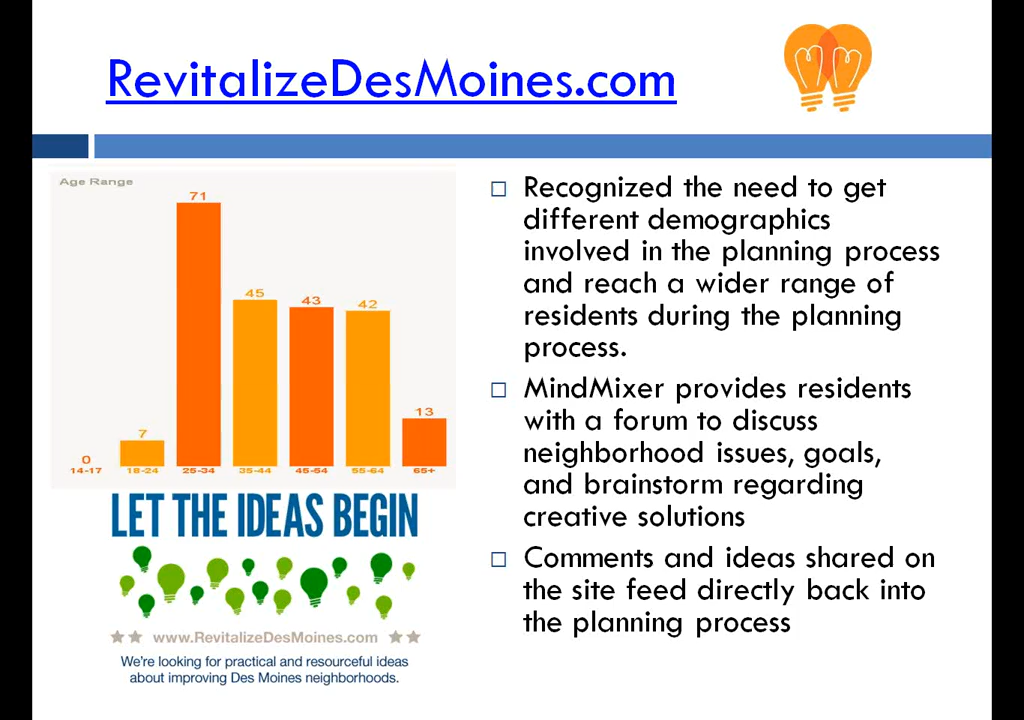 RevitalizeDesMoines.com
Age Range
71
45
43
42
13
7
0
14-17 18-24 25-34 35-44 45-54 55-64 65+
LET THE IDEAS BEGIN
www.RevitalizeDesMoines.com
We're looking for practical and resourceful ideas
about improving Des Moines neighborhoods.
Recognized the need to get
different demographics
involved in the planning process
and reach a wider range of
residents during the planning
process.
MindMixer provides residents
with a forum to discuss
neighborhood issues, goals,
and brainstorm regarding
creative solutions
Comments and ideas shared on
the site feed directly back into
the planning process